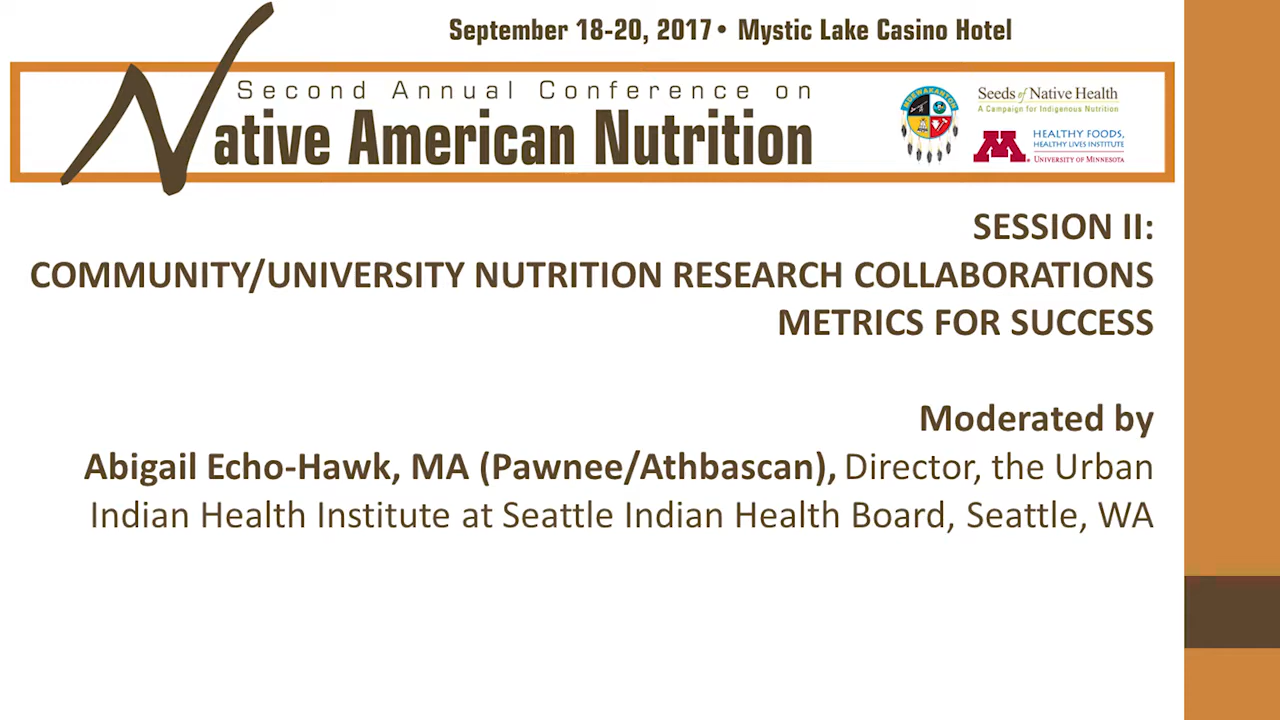 September 18-20, 2017• Mystic Lake Casino Hotel
Second Annual Conference on
Native American Nutrition
MDEWAKANTON
Seeds of Native Health
A Campaign for Indigenous Nutrition
M
HEALTHY FOODS,
HEALTHY LIVES INSTITUTE
UNIVERSITY OF MINNESOTA
SESSION II:
COMMUNITY/UNIVERSITY NUTRITION RESEARCH COLLABORATIONS
METRICS FOR SUCCESS
Moderated by
Abigail Echo-Hawk, MA (Pawnee/Athbascan), Director, the Urban
Indian Health Institute at Seattle Indian Health Board, Seattle, WA